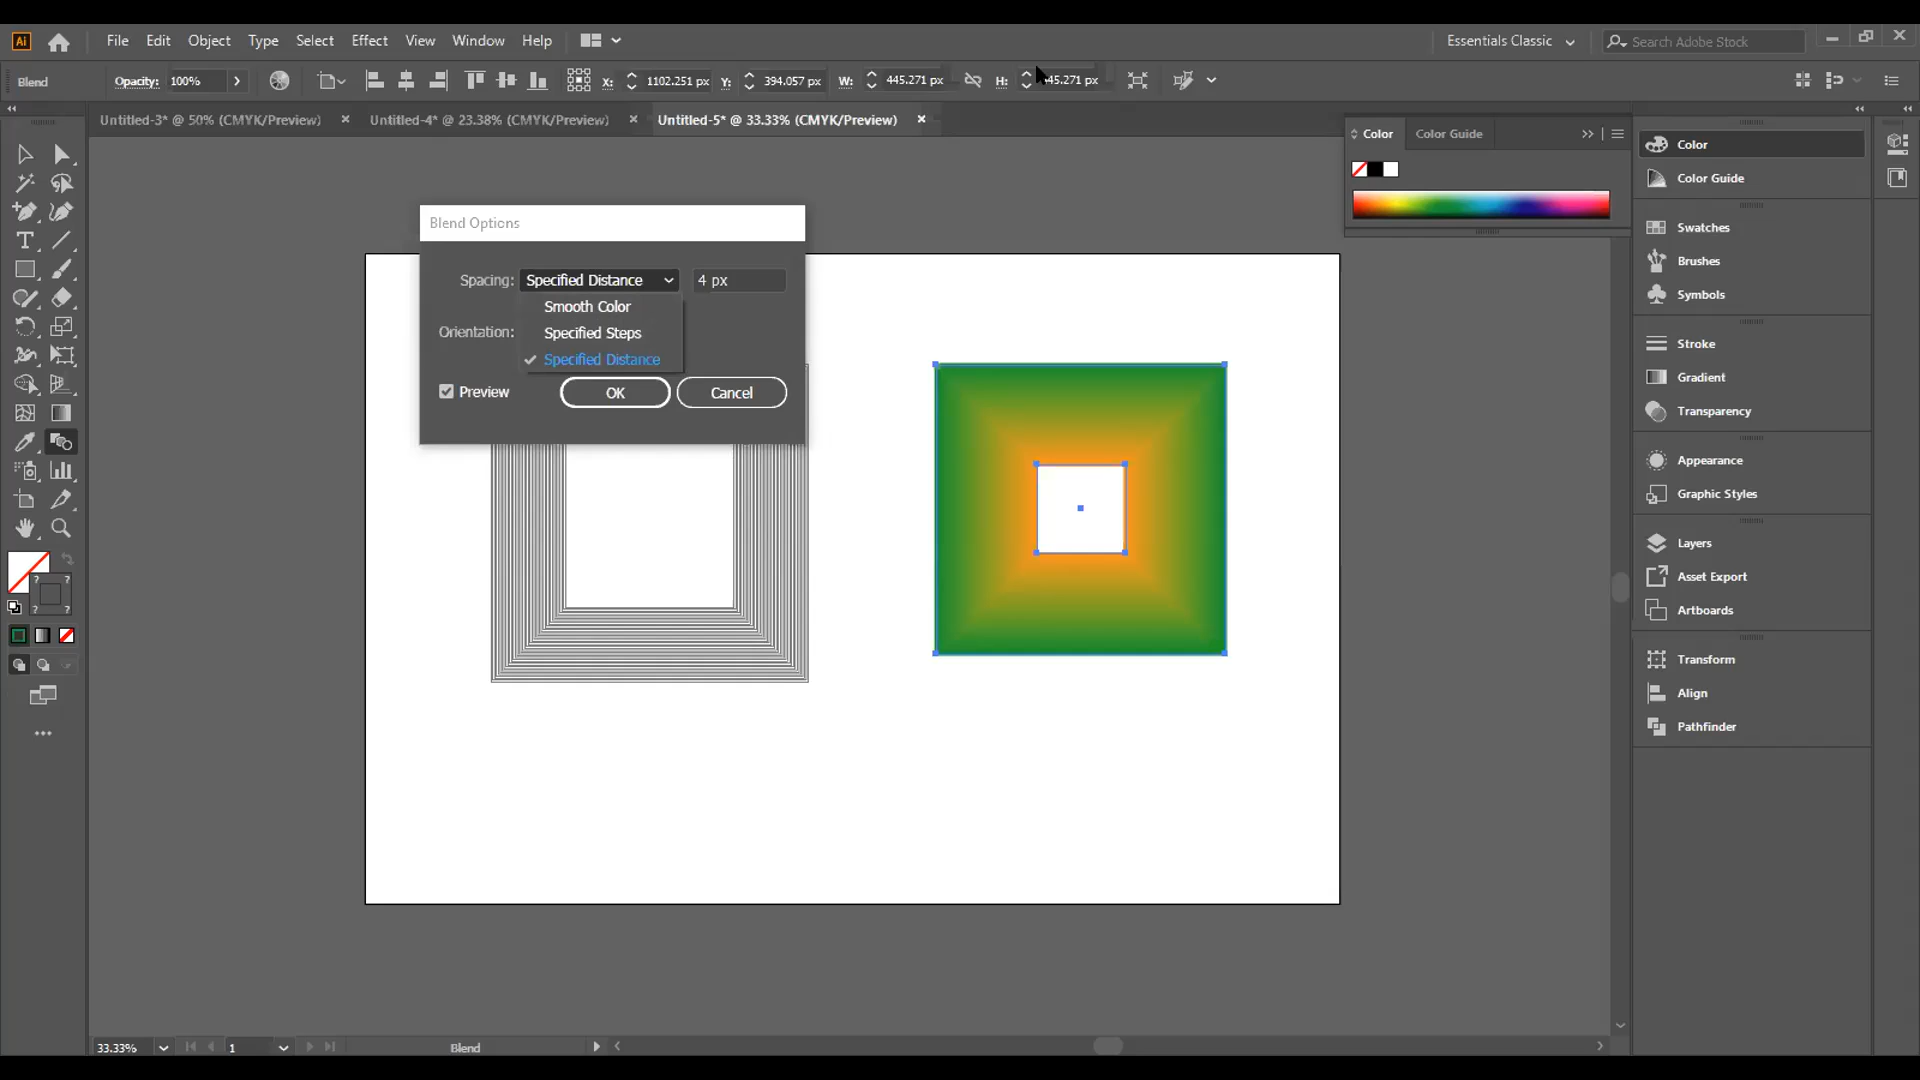 Ai File Edit Object Type Select Effect View Window Help Essentials Classic Search Adobe Stock
Blend Opacity: 100% X: 1102.251 px Y: 394.057 px W: 445.271 px H: 45.271 px
Untitled-3* @ 50% (CMYK/Preview) Untitled-4* @ 23.38% (CMYK/Preview) Untitled-5* @ 33.33% (CMYK/Preview)
Color Color Guide
Color
Color Guide
Swatches
Brushes
Symbols
Stroke
Gradient
Transparency
Appearance
Graphic Styles
Layers
Asset Export
Artboards
Transform
Align
Pathfinder
Blend Options
Spacing: Specified Distance 4 px
Smooth Color
Orientation: Specified Steps
Specified Distance
Preview OK Cancel
? ?
? ?
33.33% 1 Blend